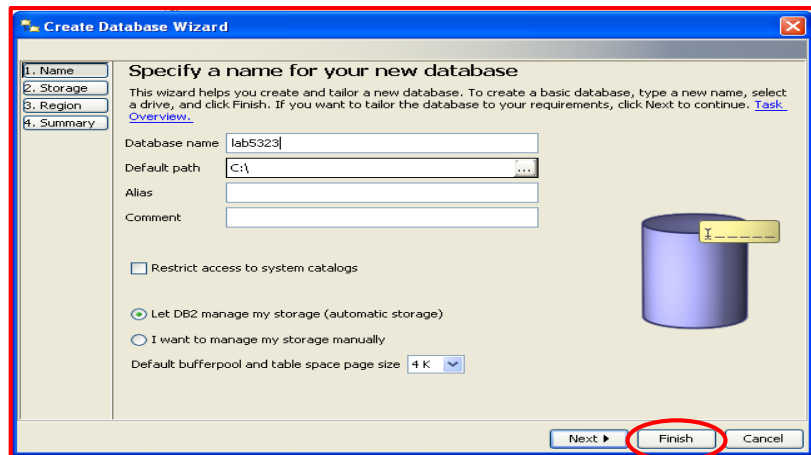 Create Database Wizard
1. Name
2. Storage
3. Region
4. Summary
Specify a name for your new database
This wizard helps you create and tailor a new database. To create a basic database, type a new name, select
a drive, and click Finish. If you want to tailor the database to your requirements, click Next to continue. Task
Overview.
Database name lab5323
Default path C:\ ...
Alias
Comment
Restrict access to system catalogs
Let DB2 manage my storage (automatic storage)
I want to manage my storage manually
Default bufferpool and table space page size 4 K
Next Finish Cancel